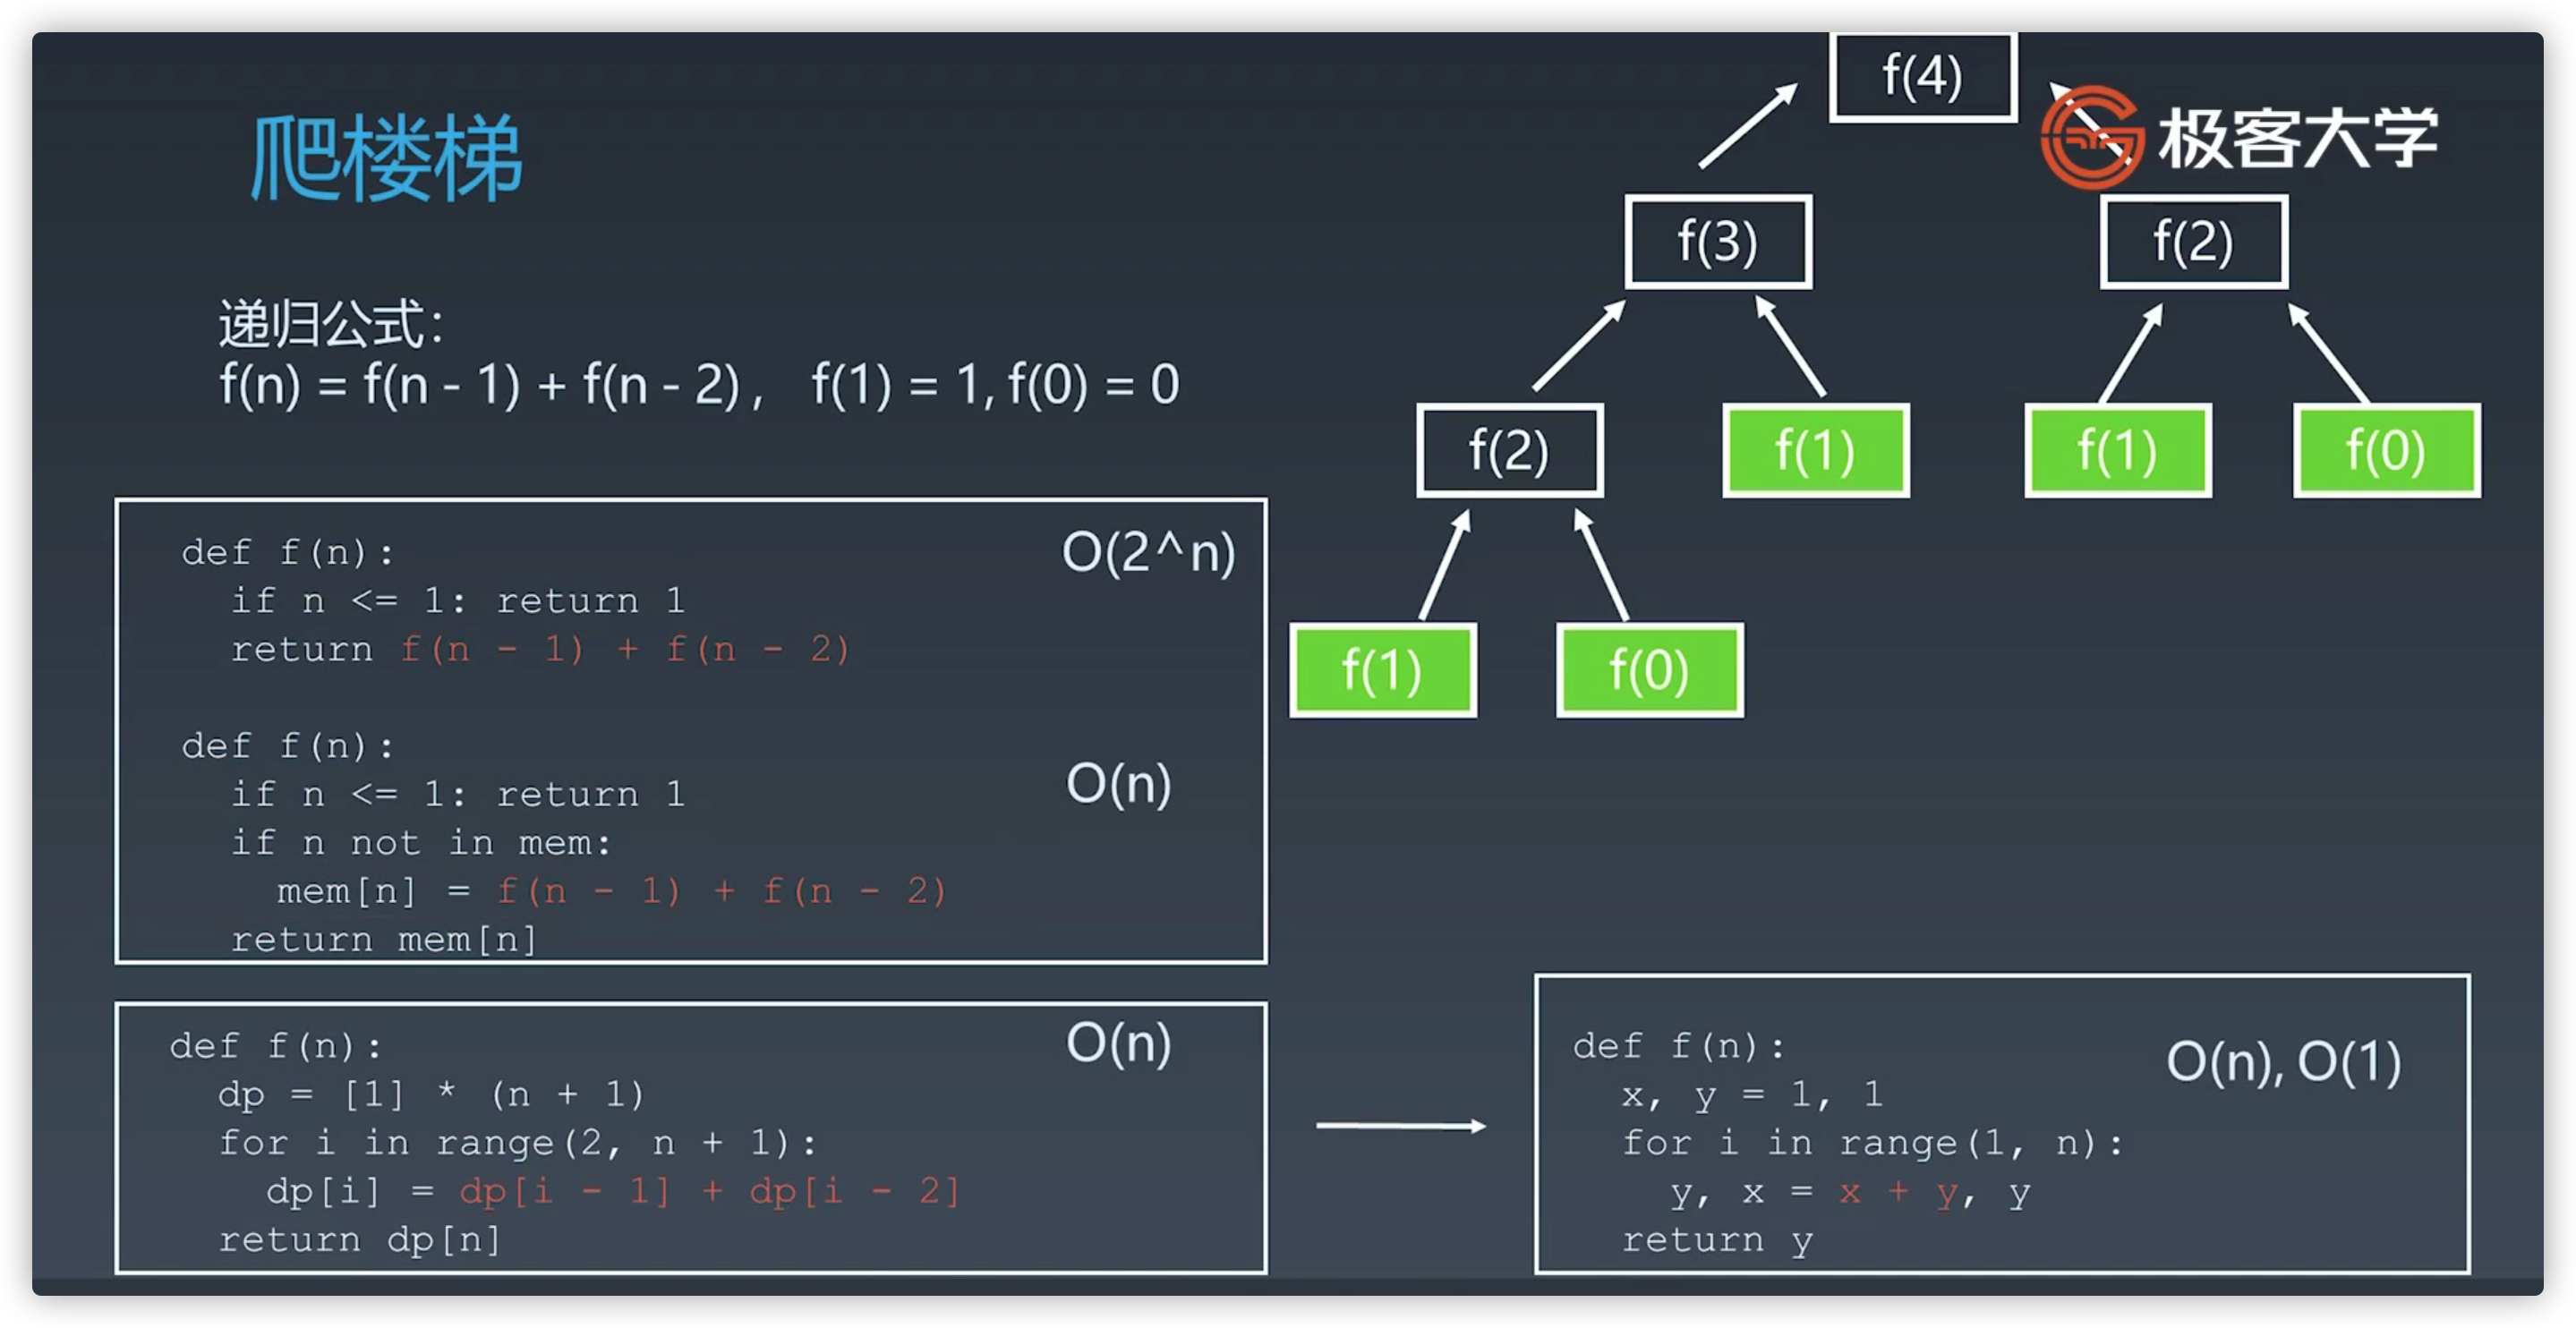 爬楼梯
极客大学
递归公式：
f(n) = f(n - 1) + f(n - 2) , f(1) = 1, f(0) = 0
def f(n):
if n <= 1: return 1
return f(n - 1) + f(n - 2)
O(2^n)
def f(n):
if n <= 1: return 1
if n not in mem:
mem[n] = f(n - 1) + f(n - 2)
return mem[n]
O(n)
def f(n):
dp = [1] * (n + 1)
for i in range(2, n + 1):
dp[i] = dp[i - 1] + dp[i - 2]
return dp[n]
O(n)
def f(n):
x, y = 1, 1
for i in range(1, n):
y, x = x + y, y
return y
O(n), O(1)
f(4)
f(3)
f(2)
f(2)
f(1)
f(1)
f(0)
f(1)
f(0)